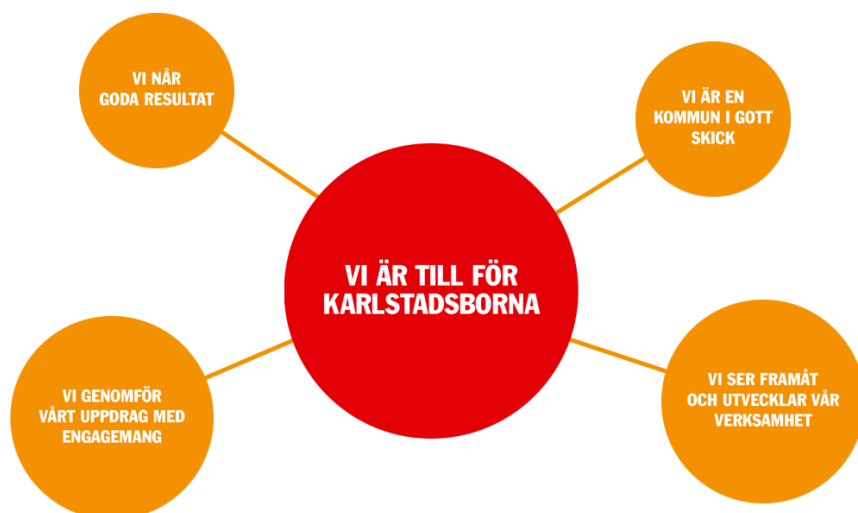 VI NÅR
GODA RESULTAT
VI ÄR EN
KOMMUN I GOTT
SKICK
VI ÄR TILL FÖR
KARLSTADSBORNA
VI GENOMFÖR
VÅRT UPPDRAG MED
ENGAGEMANG
VI SER FRAMÅT
OCH UTVECKLAR VÅR
VERKSAMHET